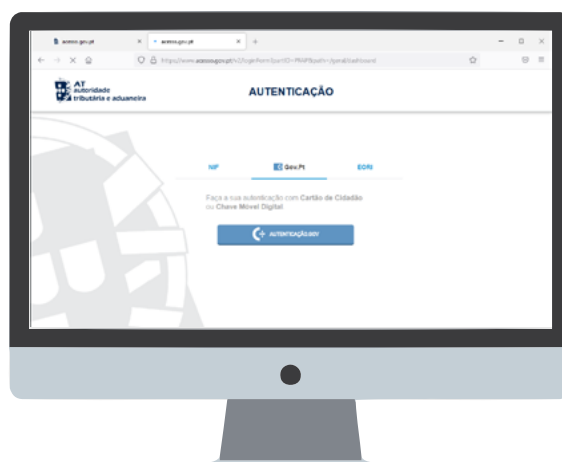 acesso.gov.pt
acesso.gov.pt
AT
autoridade
tributária e aduaneira
AUTENTICAÇÃO
NIF
Gov.Pt
EORI
Faça a sua autenticação com Cartão de Cidadão
ou Chave Móvel Digital
AUTENTICAÇÃO.GOV